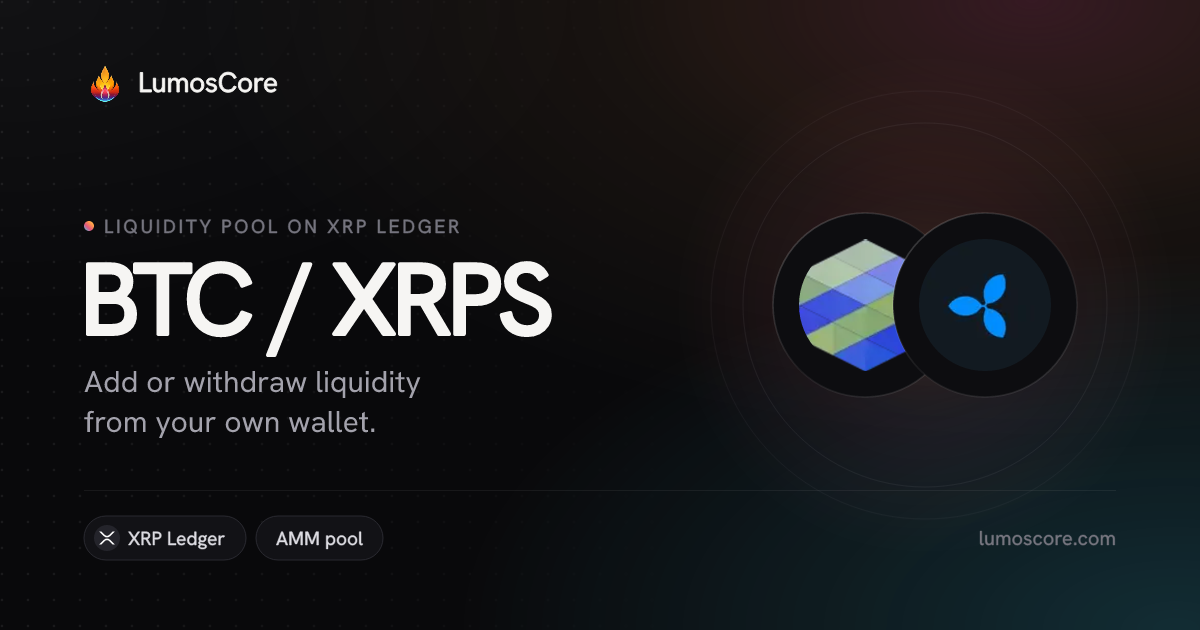 LumosCore
LIQUIDITY POOL ON XRP LEDGER
BTC / XRPS
Add or withdraw liquidity
from your own wallet.
XRP Ledger
AMM pool
lumoscore.com